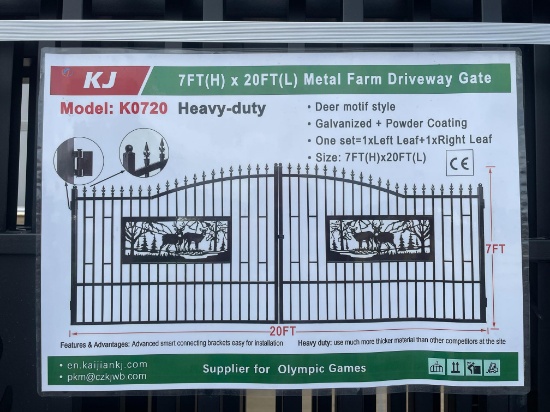 KJ 7FT(H) x 20FT(L) Metal Farm Driveway Gate
Model: K0720 Heavy-duty
• Deer motif style
• Galvanized + Powder Coating
• One set=1xLeft Leaf+1xRight Leaf
• Size: 7FT(H)x20FT(L)
CE
7FT
20FT
Features & Advantages: Advanced smart connecting brackets easy for installation Heavy duty: use much more thicker material than other competitors at the site
• en.kaijiankj.com
• pkm@czkjwb.com
Supplier for Olympic Games